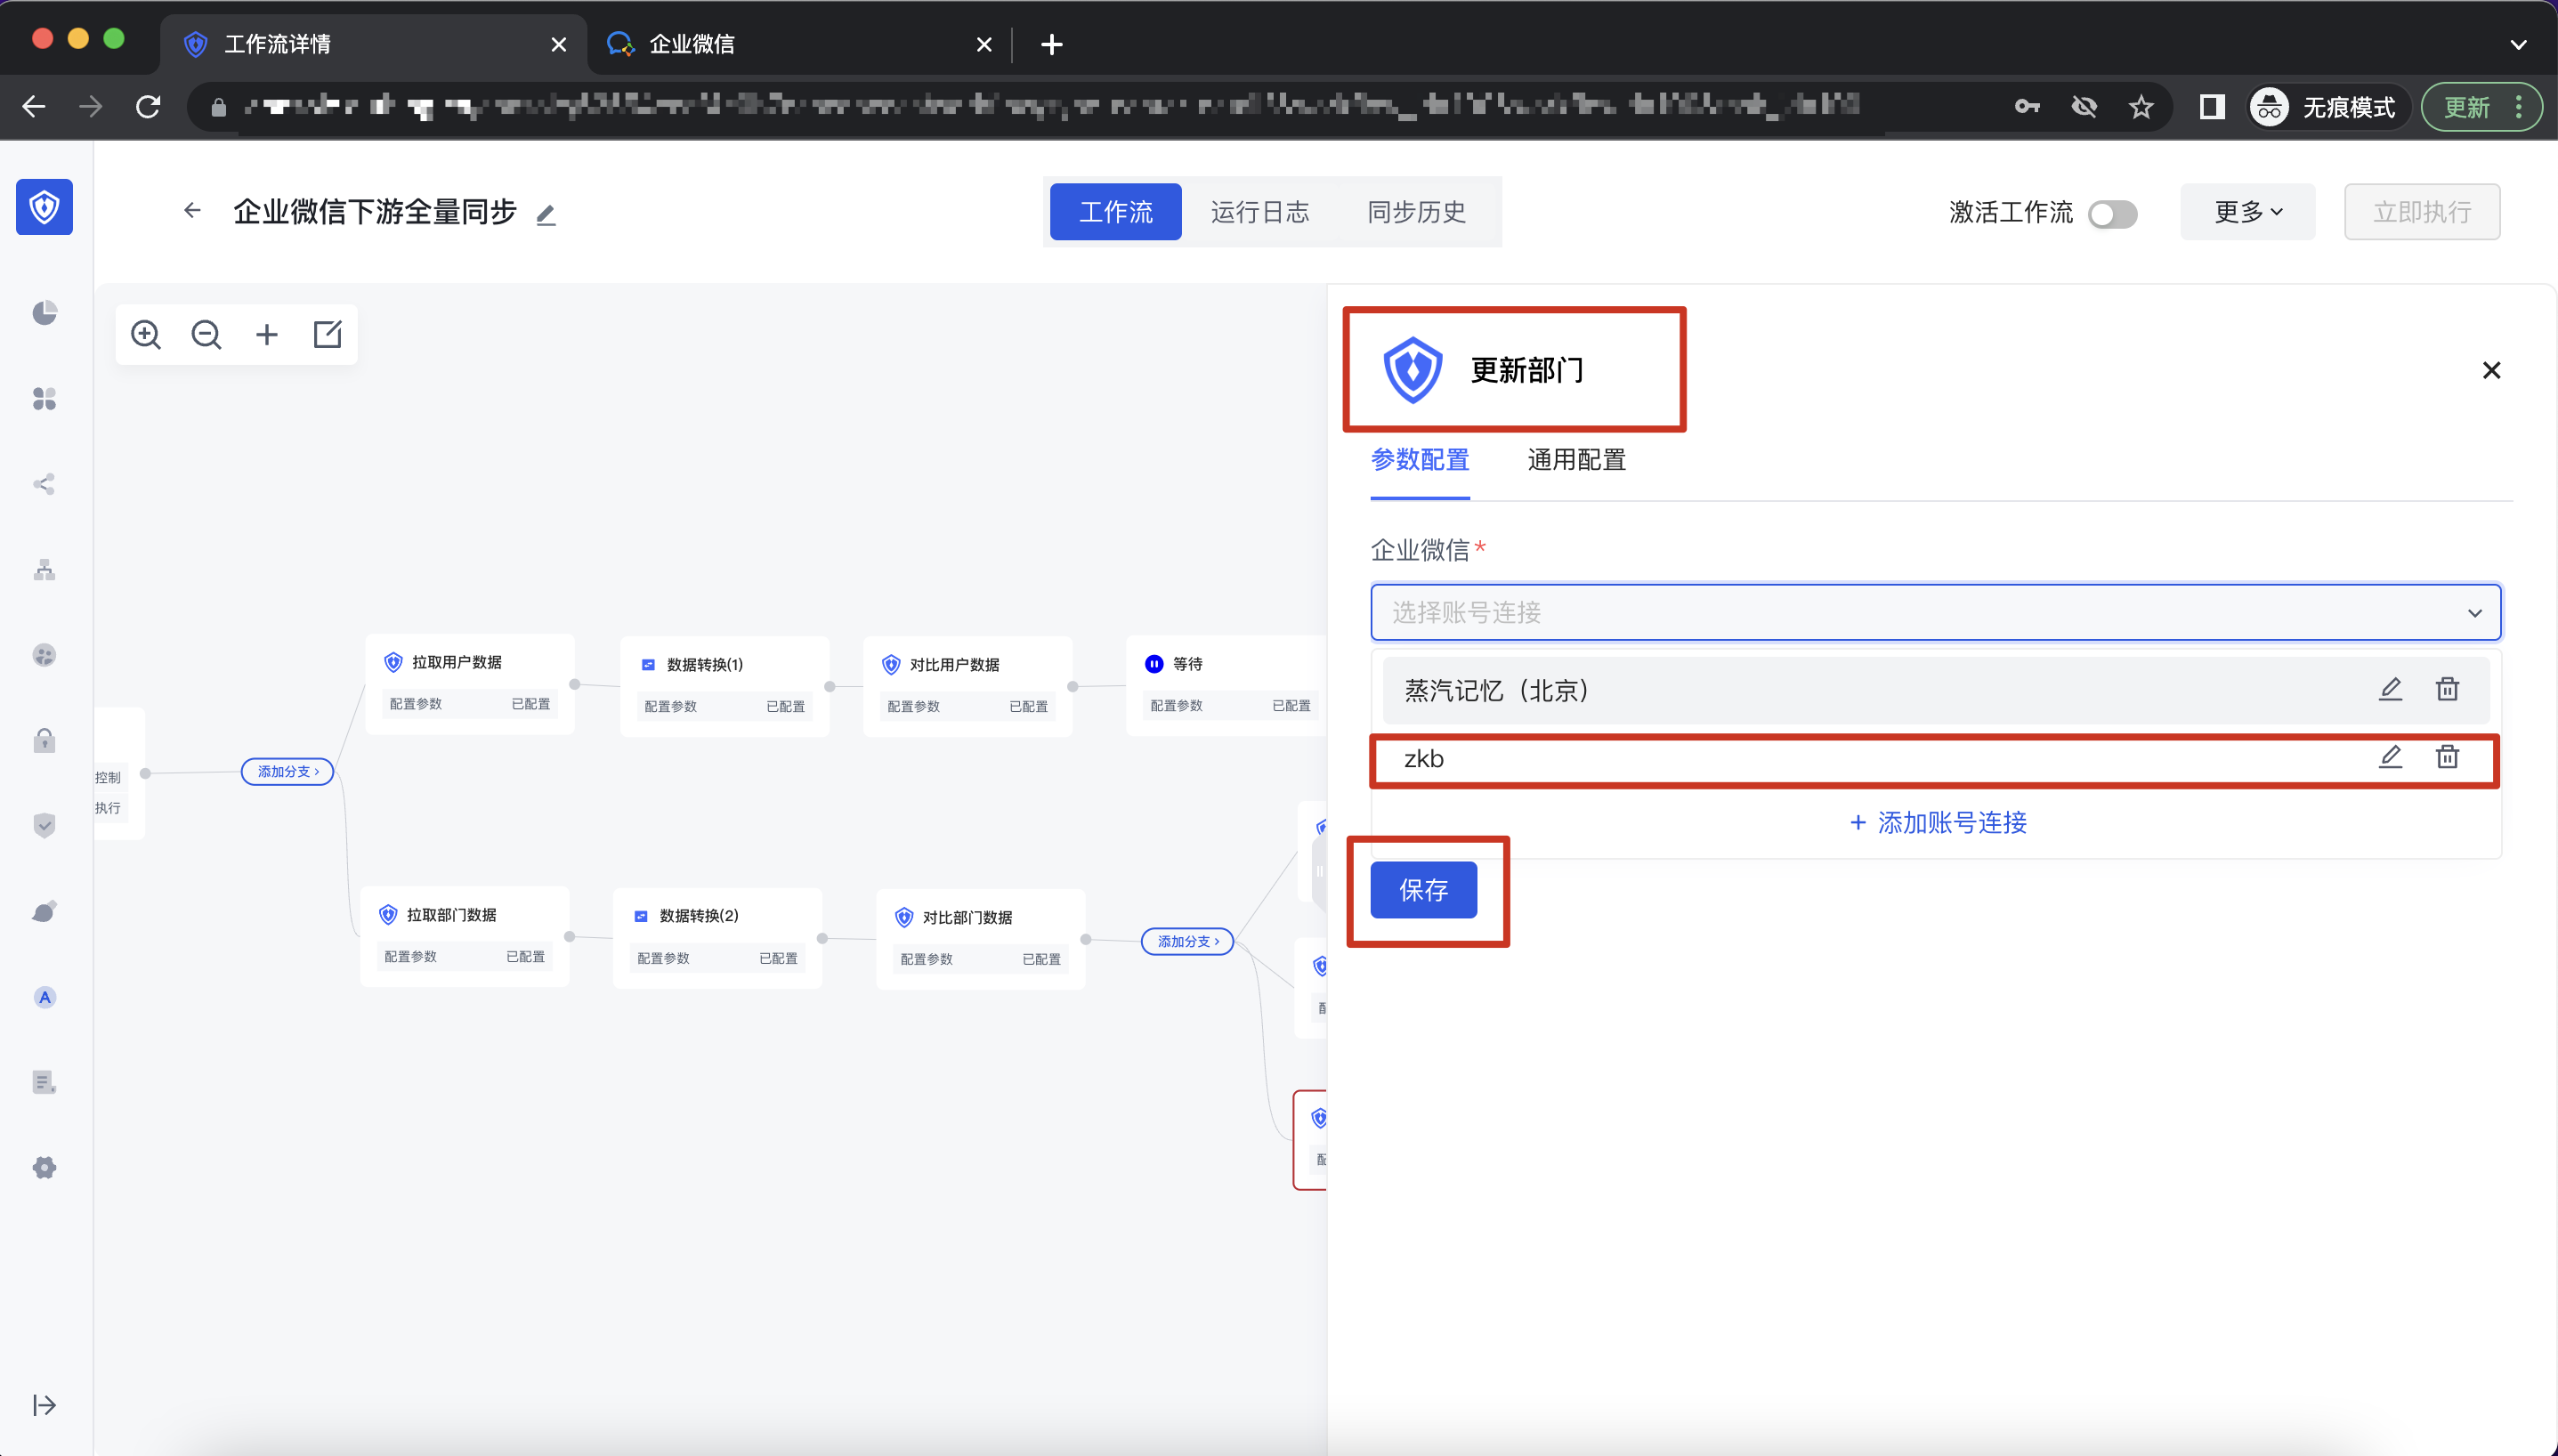 工作流详情
企业微信
无痕模式
更新
企业微信下游全量同步
工作流
运行日志
同步历史
激活工作流
更多
立即执行
更新部门
参数配置
通用配置
企业微信*
选择账号连接
蒸汽记忆（北京）
zkb
+ 添加账号连接
保存
拉取用户数据
配置参数 已配置
数据转换(1)
配置参数 已配置
对比用户数据
配置参数 已配置
等待
配置参数 已配置
控制
执行
添加分支 ›
拉取部门数据
配置参数 已配置
数据转换(2)
配置参数 已配置
对比部门数据
配置参数 已配置
添加分支 ›
配
配
A